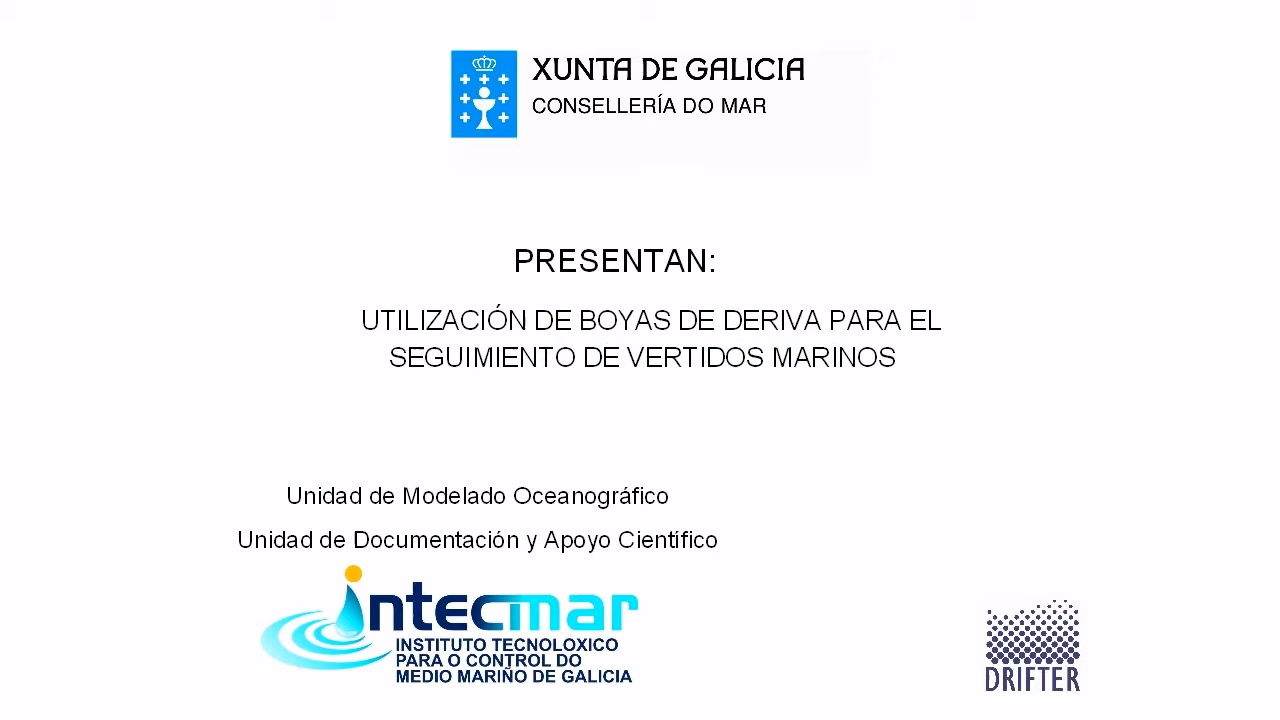 XUNTA DE GALICIA
CONSELLERÍA DO MAR
PRESENTAN:
UTILIZACIÓN DE BOYAS DE DERIVA PARA EL
SEGUIMIENTO DE VERTIDOS MARINOS
Unidad de Modelado Oceanográfico
Unidad de Documentación y Apoyo Científico
intecmar
INSTITUTO TECNOLOXICO
PARA O CONTROL DO
MEDIO MARIÑO DE GALICIA
DRIFTER